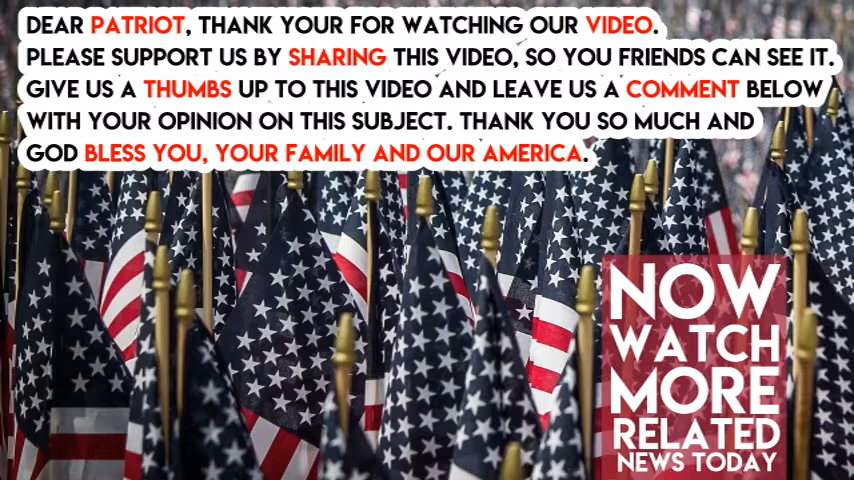 DEAR PATRIOT, THANK YOUR FOR WATCHING OUR VIDEO.
PLEASE SUPPORT US BY SHARING THIS VIDEO, SO YOU FRIENDS CAN SEE IT.
GIVE US A THUMBS UP TO THIS VIDEO AND LEAVE US A COMMENT BELOW
WITH YOUR OPINION ON THIS SUBJECT. THANK YOU SO MUCH AND
GOD BLESS YOU, YOUR FAMILY AND OUR AMERICA.
NOW
WATCH
MORE
RELATED
NEWS TODAY